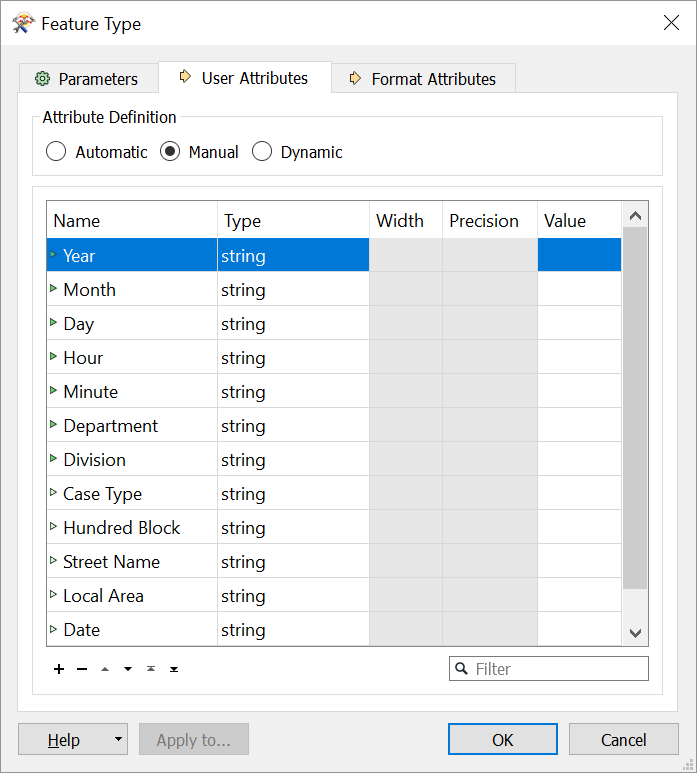 Feature Type
Parameters User Attributes Format Attributes
Attribute Definition
Automatic Manual Dynamic
Name Type Width Precision Value
Year string
Month string
Day string
Hour string
Minute string
Department string
Division string
Case Type string
Hundred Block string
Street Name string
Local Area string
Date string
Filter
Help Apply to... OK Cancel